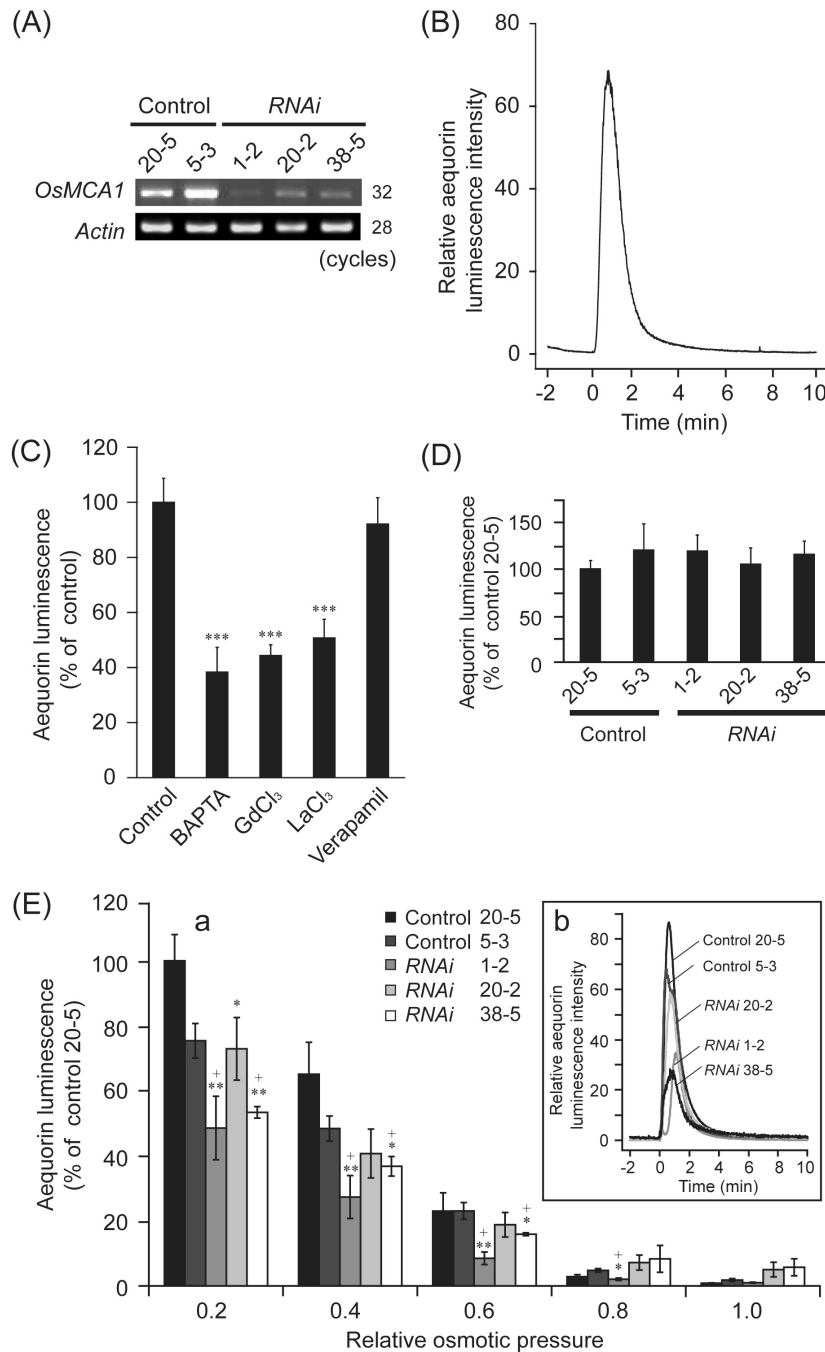 (A)
Control RNAi
20-5 5-3 1-2 20-2 38-5
OsMCA1 32
Actin 28
(cycles)
(B)
Relative aequorin
luminescence intensity
80
60
40
20
0
-2 0 2 4 6 8 10
Time (min)
(C)
Aequorin luminescence
(% of control)
120
100
80
60
40
20
0
*** *** ***
Control BAPTA GdCl₃ LaCl₃ Verapamil
(D)
Aequorin luminescence
(% of control 20-5)
150
100
50
0
20-5 5-3 1-2 20-2 38-5
Control RNAi
(E)
a
Aequorin luminescence
(% of control 20-5)
120
100
80
60
40
20
0
Control 20-5
Control 5-3
RNAi 1-2
RNAi 20-2
RNAi 38-5
+ ** * + **
+ ** + *
+ ** + *
+ *
0.2 0.4 0.6 0.8 1.0
Relative osmotic pressure
b
Relative aequorin
luminescence intensity
80
60
40
20
0
Control 20-5
Control 5-3
RNAi 20-2
RNAi 1-2
RNAi 38-5
-2 0 2 4 6 8 10
Time (min)